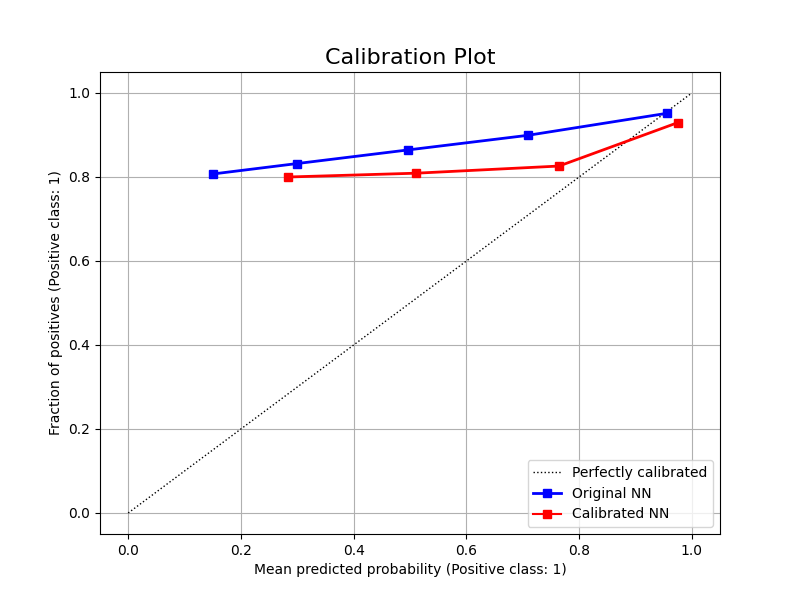 Calibration Plot
Fraction of positives (Positive class: 1)
1.0
0.8
0.6
0.4
0.2
0.0
0.0 0.2 0.4 0.6 0.8 1.0
Mean predicted probability (Positive class: 1)
Perfectly calibrated
Original NN
Calibrated NN